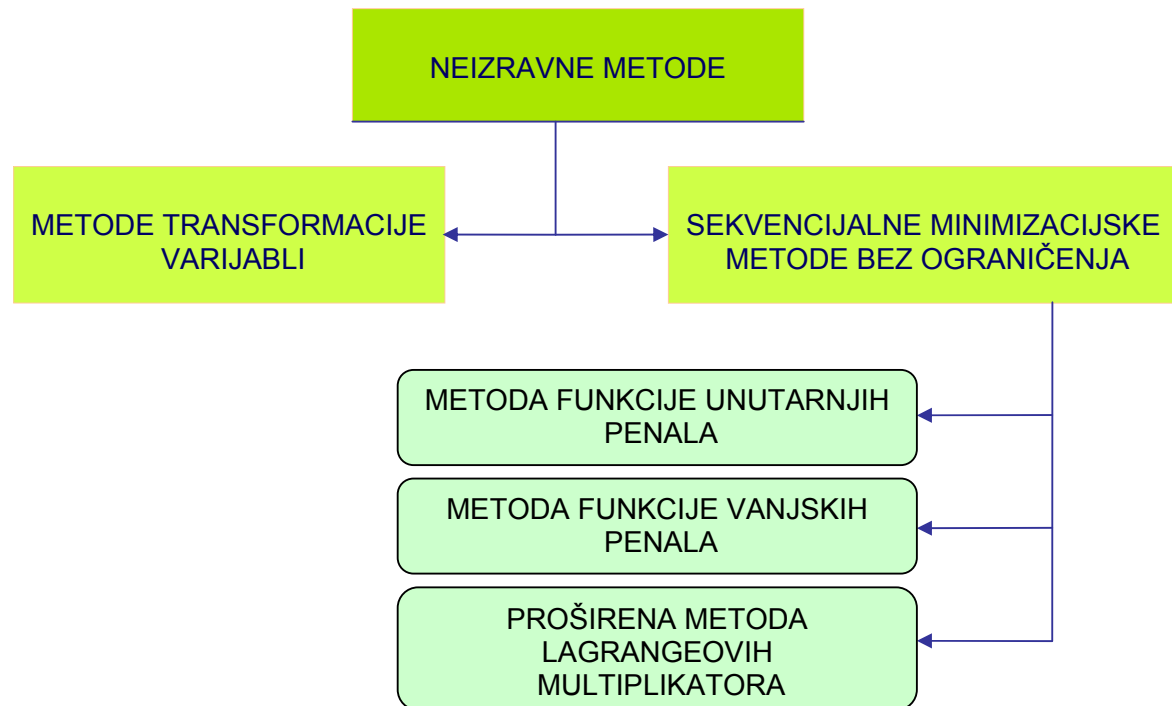 NEIZRAVNE METODE
METODE TRANSFORMACIJE
VARIJABLI
SEKVENCIJALNE MINIMIZACIJSKE
METODE BEZ OGRANIČENJA
METODA FUNKCIJE UNUTARNJIH
PENALA
METODA FUNKCIJE VANJSKIH
PENALA
PROŠIRENA METODA
LAGRANGEOVIH
MULTIPLIKATORA